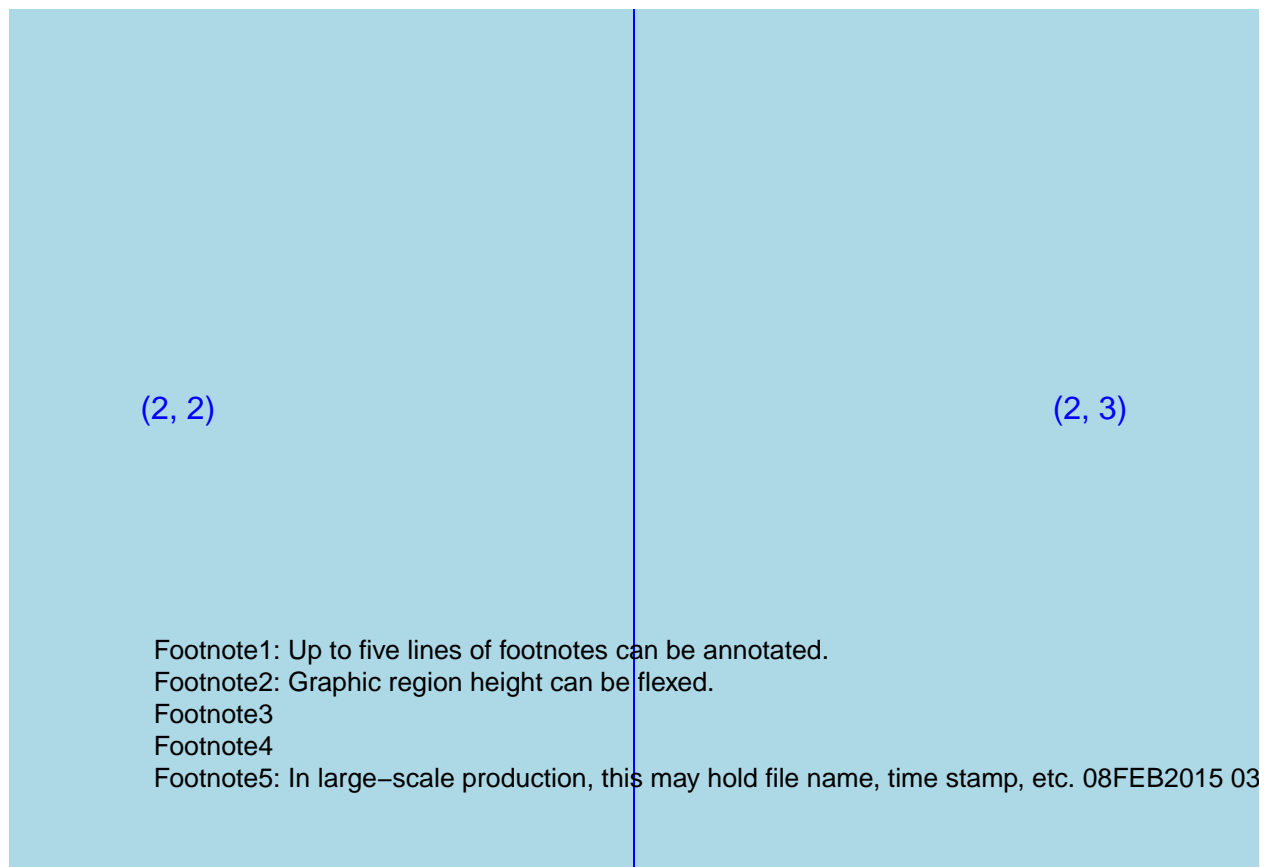 (2, 2) (2, 3)
Footnote1: Up to five lines of footnotes can be annotated.
Footnote2: Graphic region height can be flexed.
Footnote3
Footnote4
Footnote5: In large−scale production, this may hold file name, time stamp, etc. 08FEB2015 03